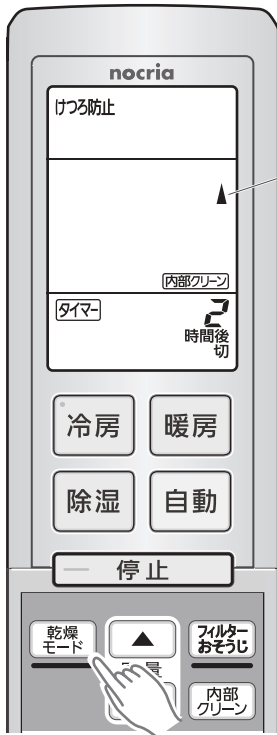 nocria
けつろ防止
内部クリーン
タイマー
2
時間後
切
冷房
暖房
除湿
自動
停止
乾燥
モード
フィルター
おそうじ
内部
クリーン